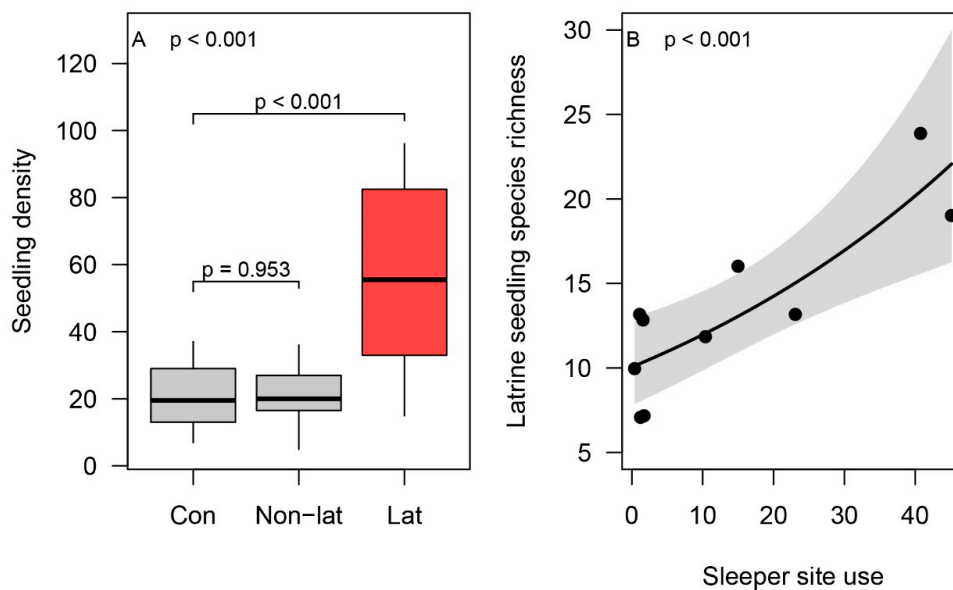 A p < 0.001
120
100
80
60
40
20
0
Seedling density
p < 0.001
p = 0.953
Con Non-lat Lat
B p < 0.001
30
25
20
15
10
5
Latrine seedling species richness
0 10 20 30 40
Sleeper site use